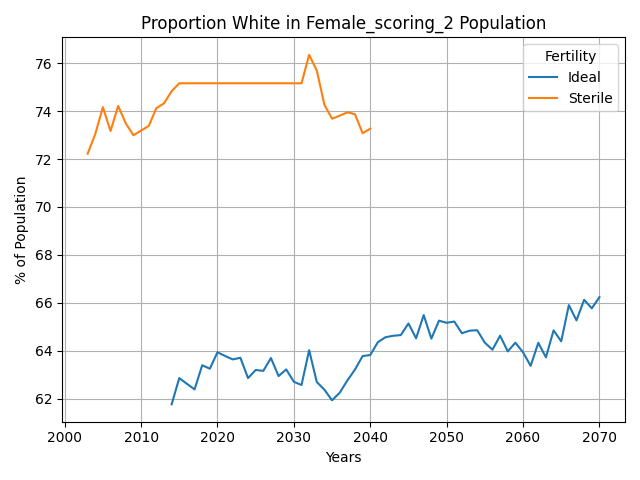 Proportion White in Female_scoring_2 Population
Fertility
Ideal
Sterile
% of Population
76
74
72
70
68
66
64
62
2000 2010 2020 2030 2040 2050 2060 2070
Years